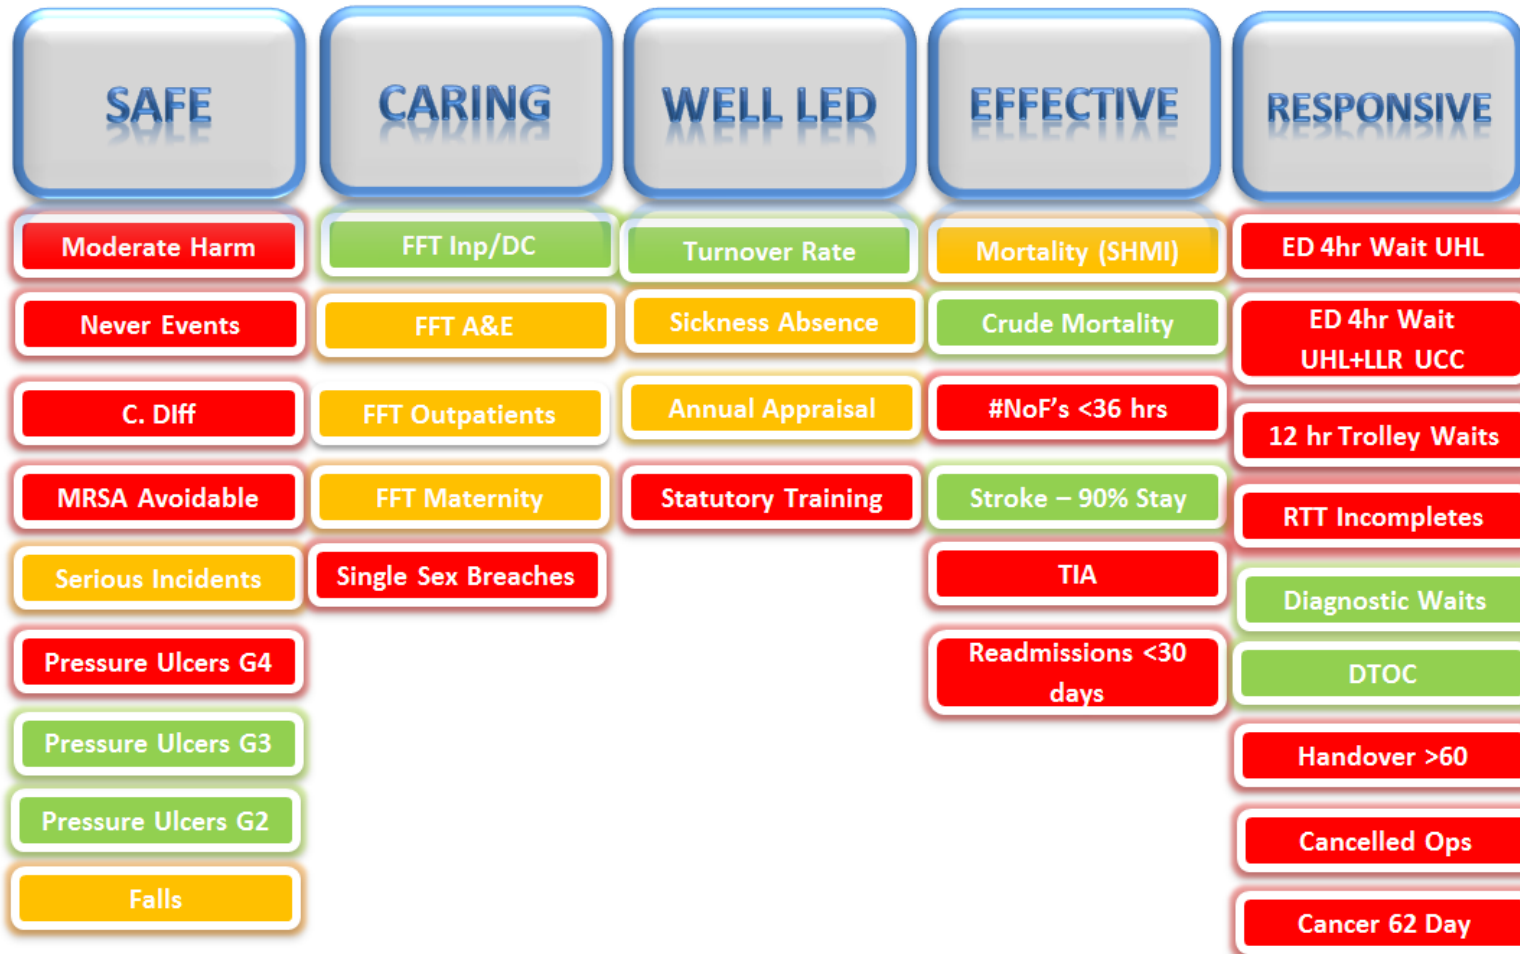 SAFE
CARING
WELL LED
EFFECTIVE
RESPONSIVE
Moderate Harm
Never Events
C. DIff
MRSA Avoidable
Serious Incidents
Pressure Ulcers G4
Pressure Ulcers G3
Pressure Ulcers G2
Falls
FFT Inp/DC
FFT A&E
FFT Outpatients
FFT Maternity
Single Sex Breaches
Turnover Rate
Sickness Absence
Annual Appraisal
Statutory Training
Mortality (SHMI)
Crude Mortality
#NoF's <36 hrs
Stroke – 90% Stay
TIA
Readmissions <30
days
ED 4hr Wait UHL
ED 4hr Wait
UHL+LLR UCC
12 hr Trolley Waits
RTT Incompletes
Diagnostic Waits
DTOC
Handover >60
Cancelled Ops
Cancer 62 Day